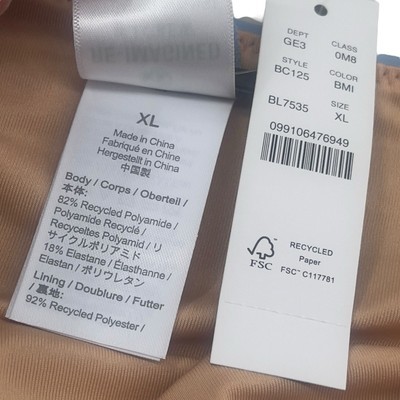 REIMAGINED
XL
Made in China
Fabriqué en Chine
Hergestellt in China
中国製
Body / Corps / Oberteil /
本体:
82% Recycled Polyamide /
Polyamide Recyclé /
Recyceltes Polyamid / リ
サイクルポリアミド
18% Elastane / Élasthanne /
Elastan / ポリウレタン
Lining / Doublure / Futter
/ 裏地:
92% Recycled Polyester /
DEPT
GE3
CLASS
0M8
STYLE
BC125
COLOR
BMI
BL7535
SIZE
XL
099106476949
FSC
RECYCLED
Paper
FSC™ C117781